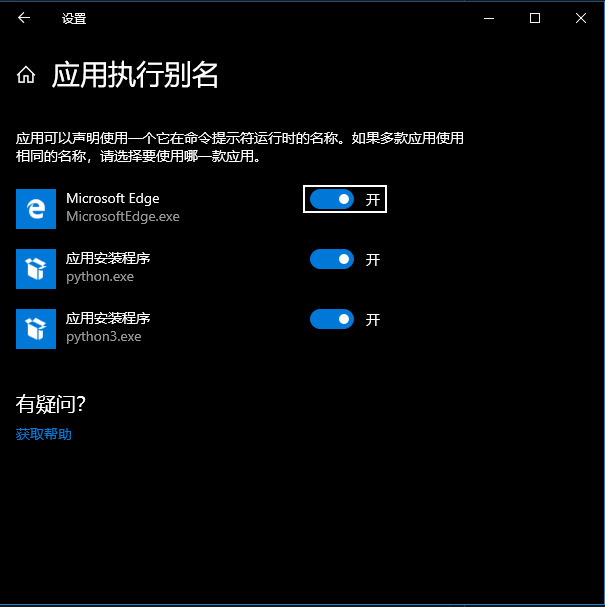 设置
应用执行别名
应用可以声明使用一个它在命令提示符运行时的名称。如果多款应用使用
相同的名称，请选择要使用哪一款应用。
Microsoft Edge
MicrosoftEdge.exe
开
应用安装程序
python.exe
开
应用安装程序
python3.exe
开
有疑问?
获取帮助